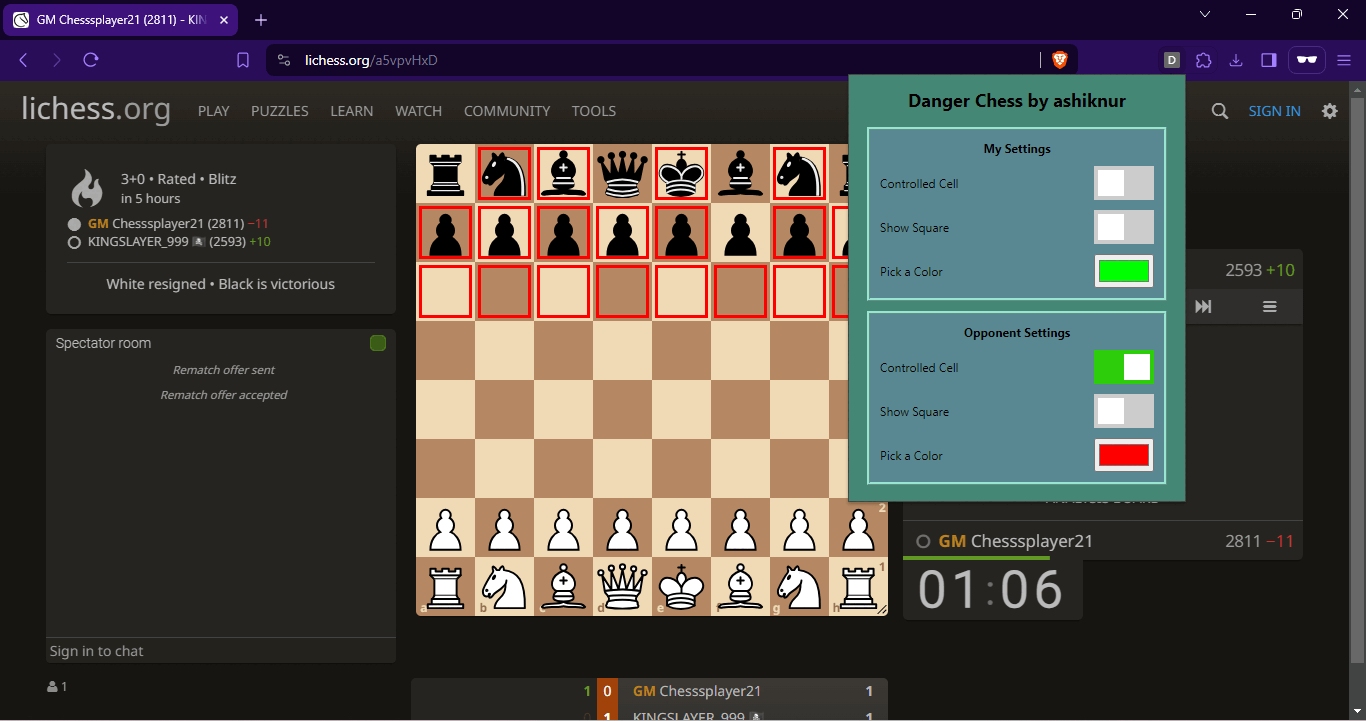 GM Chesssplayer21 (2811) - KIN
lichess.org/a5vpvHxD
D
lichess.org
PLAY
PUZZLES
LEARN
WATCH
COMMUNITY
TOOLS
SIGN IN
3+0 • Rated • Blitz
in 5 hours
GM Chesssplayer21 (2811) −11
KINGSLAYER_999 (2593) +10
White resigned • Black is victorious
Spectator room
Rematch offer sent
Rematch offer accepted
Sign in to chat
1
2
1
a
b
c
d
e
g
h
Danger Chess by ashiknur
My Settings
Controlled Cell
Show Square
Pick a Color
Opponent Settings
Controlled Cell
Show Square
Pick a Color
2593 +10
GM Chesssplayer21 2811 −11
01:06
1 0 GM Chesssplayer21 1
0 1 KINGSLAYER_999 1